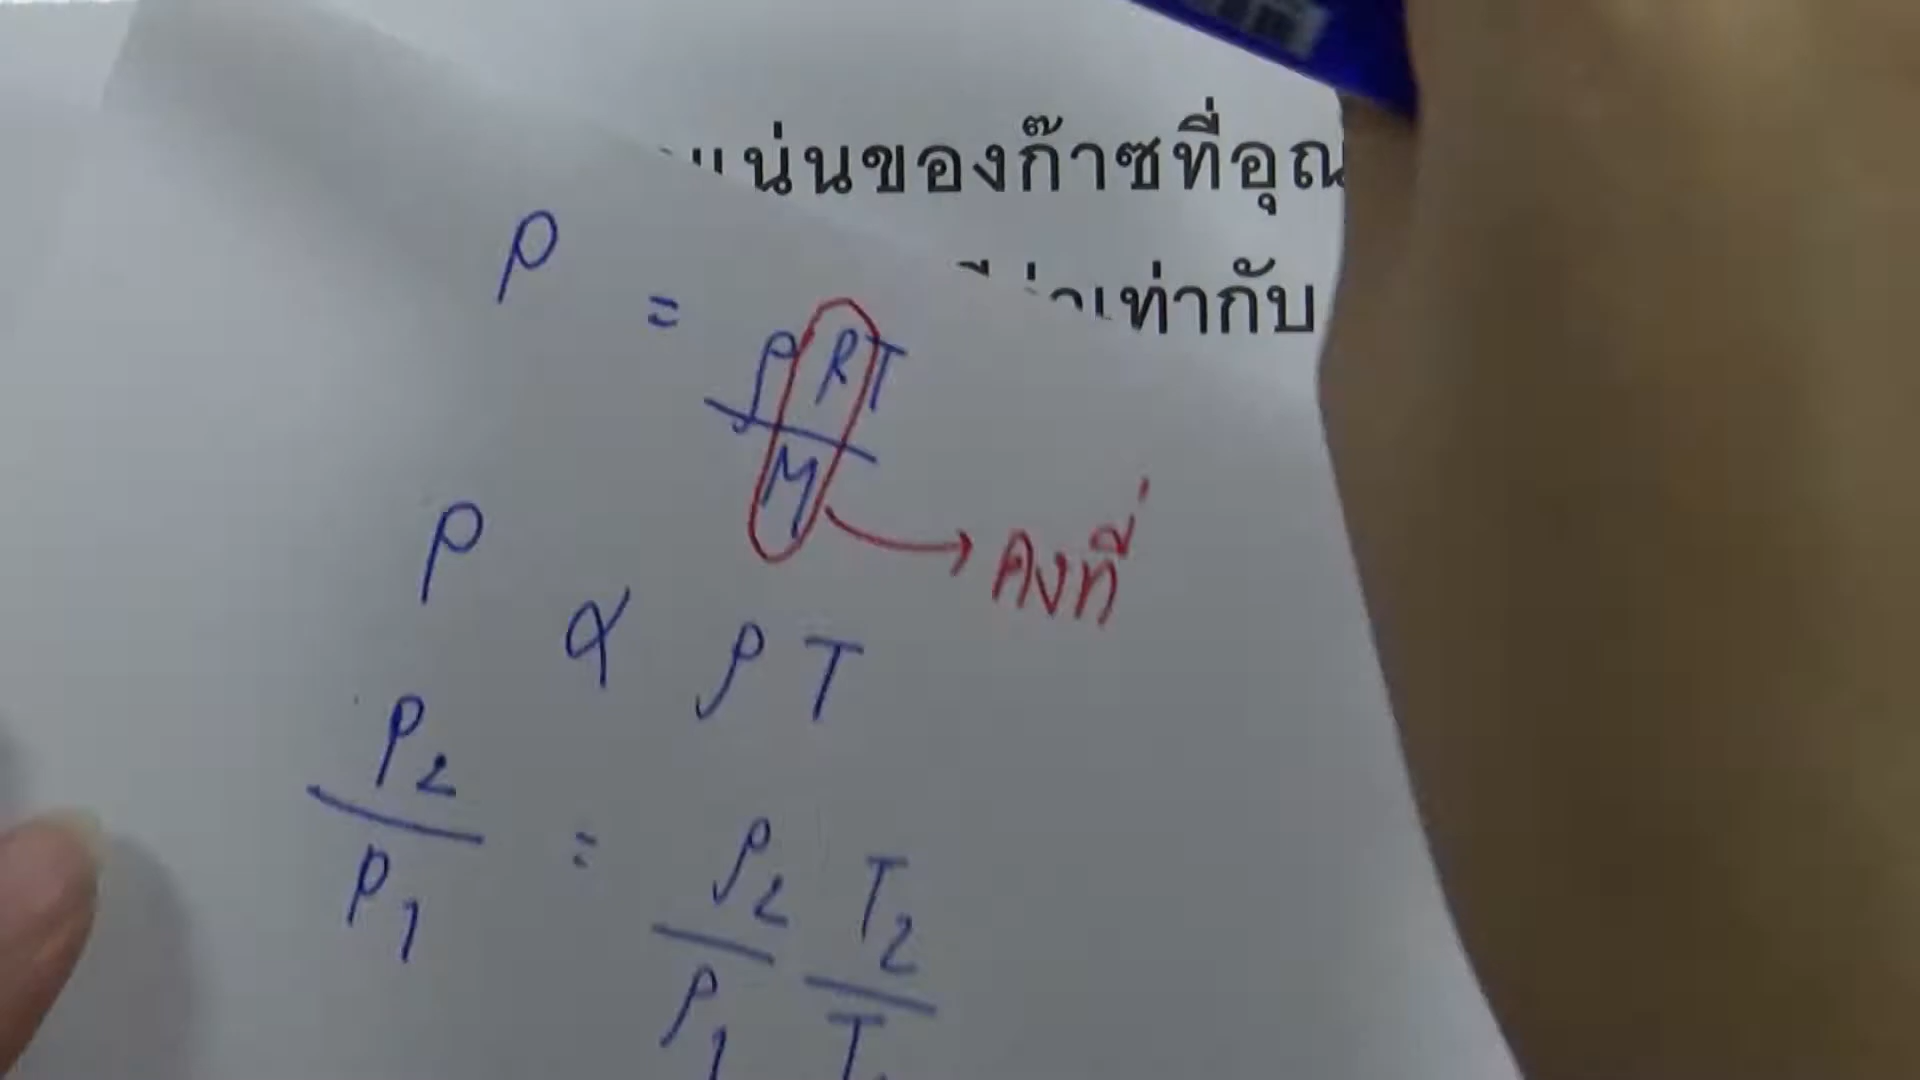 แน่นของก๊าซที่อุณ
เท่ากับ
P = ρRT / M
→ คงที่
P ∝ ρT
P₂ / P₁ = ρ₂ / ρ₁ T₂ / T